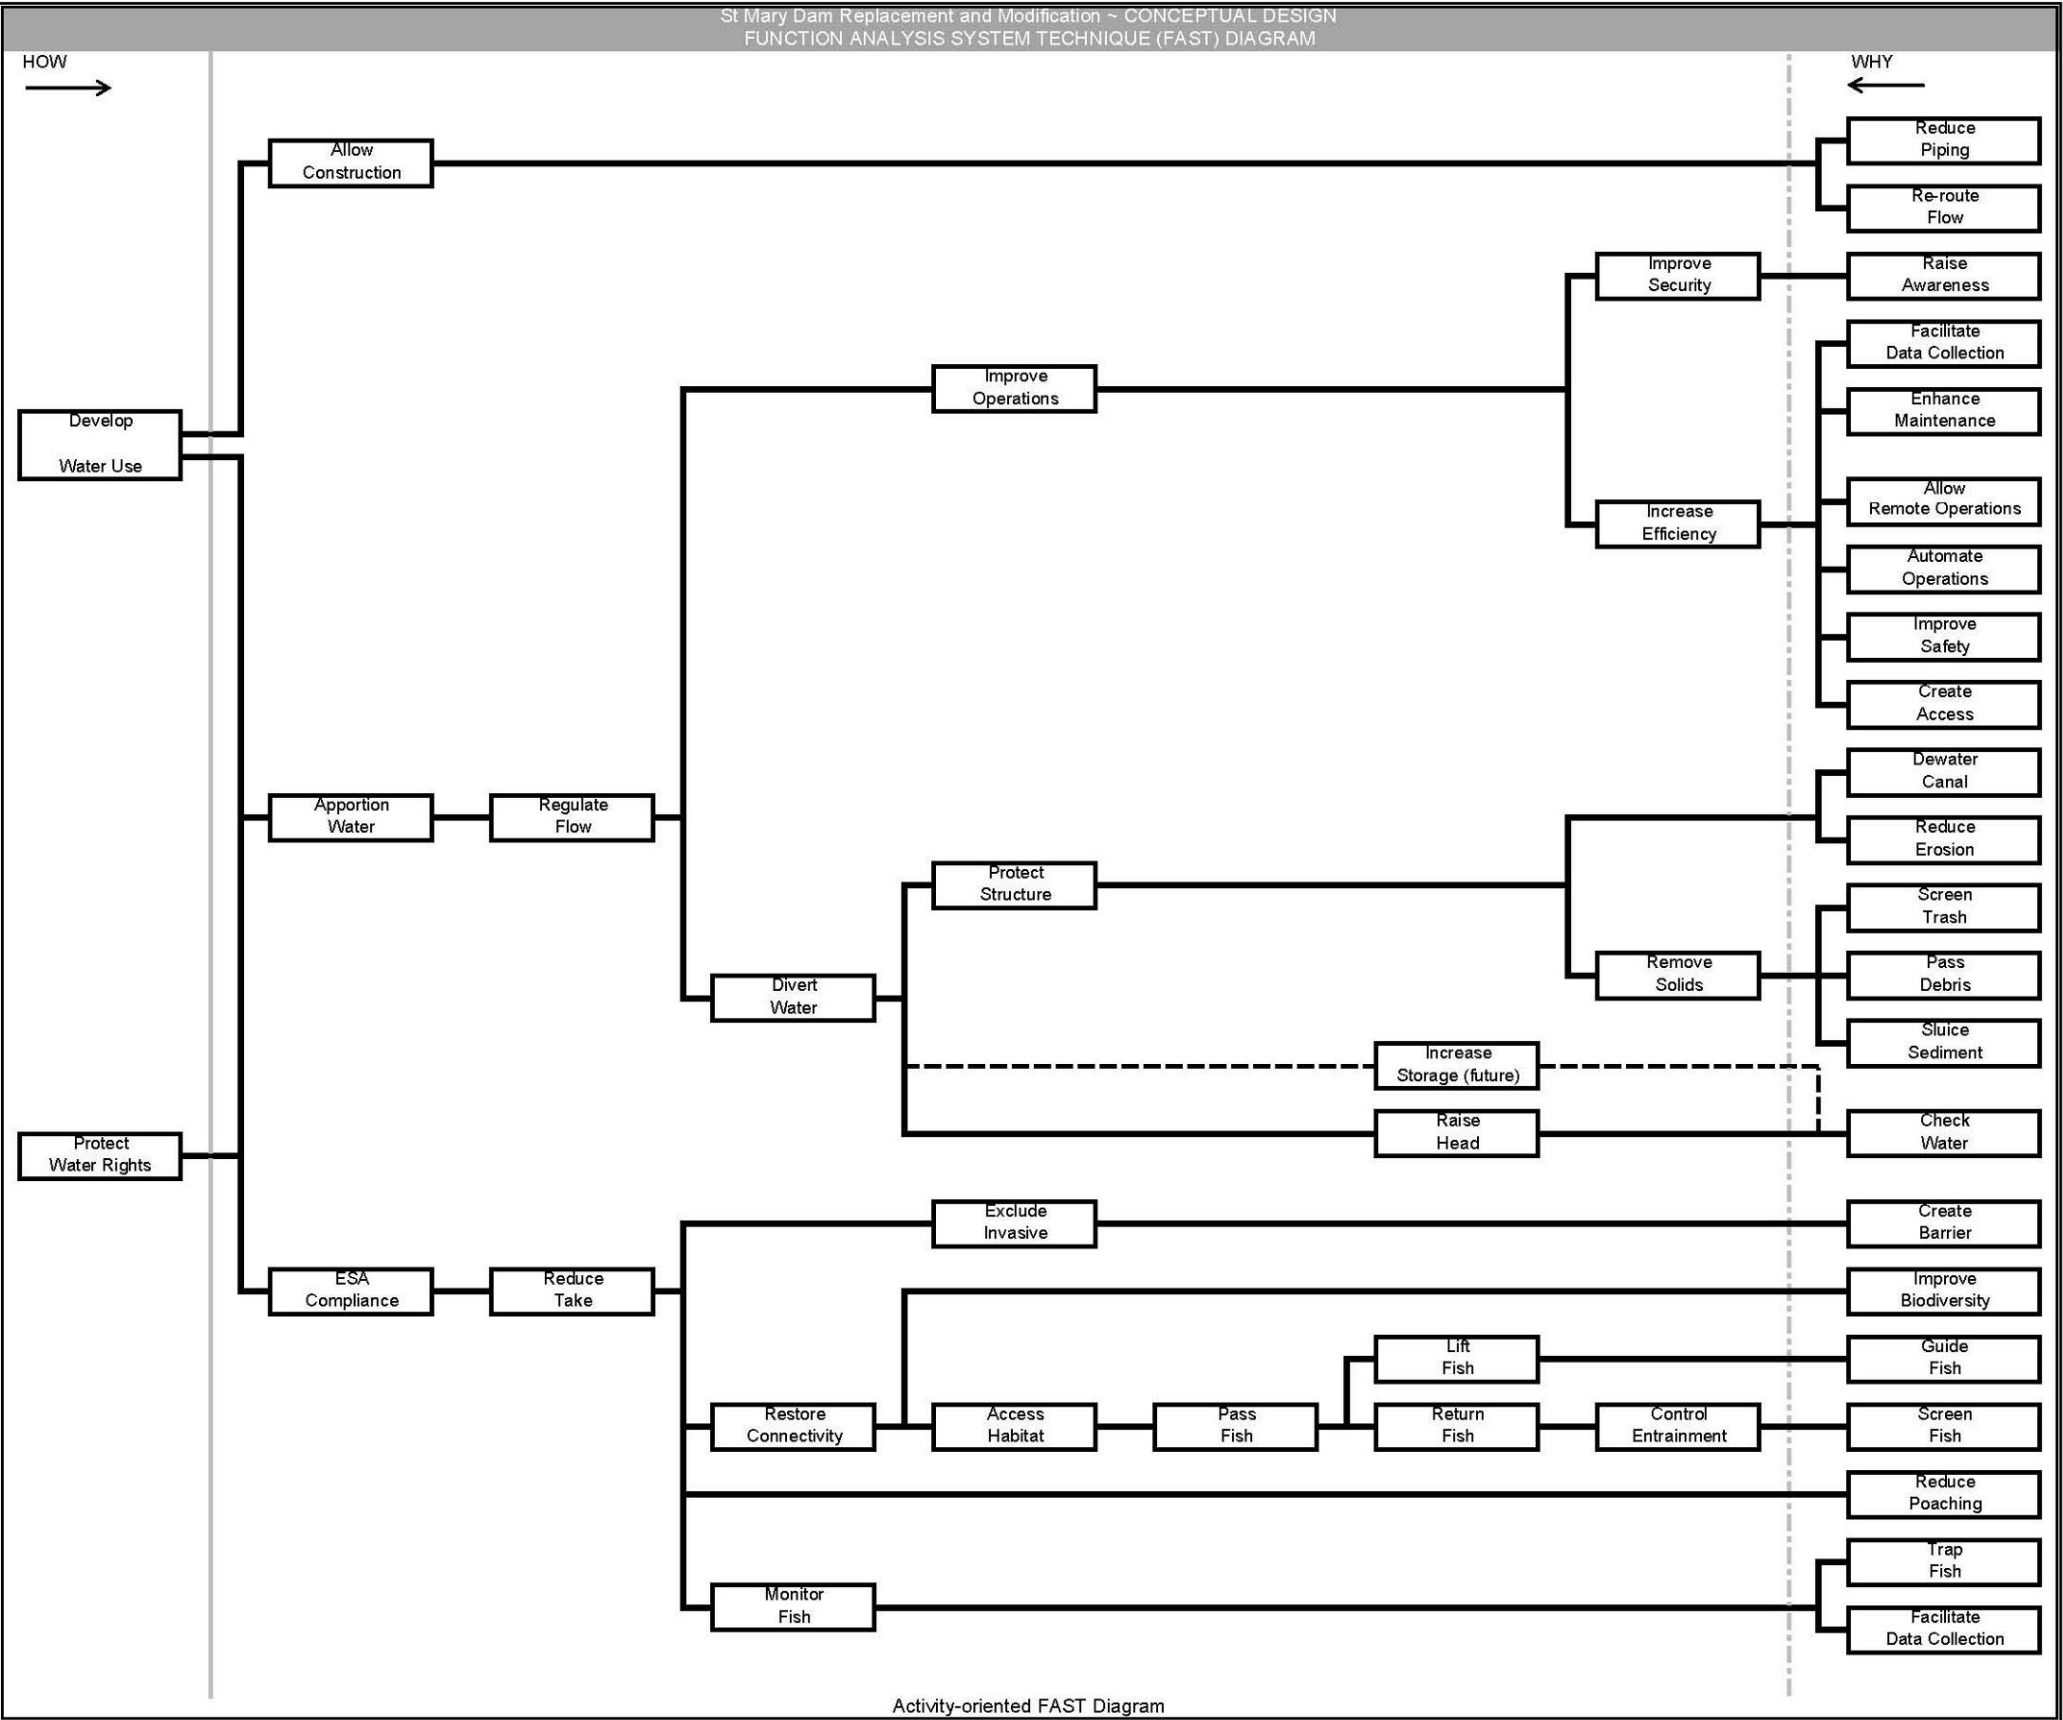 St Mary Dam Replacement and Modification ~ CONCEPTUAL DESIGN
FUNCTION ANALYSIS SYSTEM TECHNIQUE (FAST) DIAGRAM
HOW
WHY
Reduce
Piping
Allow
Construction
Re-route
Flow
Improve
Security
Raise
Awareness
Facilitate
Data Collection
Improve
Operations
Enhance
Maintenance
Develop
Water Use
Allow
Remote Operations
Increase
Efficiency
Automate
Operations
Improve
Safety
Create
Access
Dewater
Canal
Apportion
Water
Regulate
Flow
Reduce
Erosion
Protect
Structure
Screen
Trash
Divert
Water
Remove
Solids
Pass
Debris
Increase
Storage (future)
Sluice
Sediment
Protect
Water Rights
Raise
Head
Check
Water
Exclude
Invasive
Create
Barrier
ESA
Compliance
Reduce
Take
Improve
Biodiversity
Lift
Fish
Guide
Fish
Restore
Connectivity
Access
Habitat
Pass
Fish
Return
Fish
Control
Entrainment
Screen
Fish
Reduce
Poaching
Trap
Fish
Monitor
Fish
Facilitate
Data Collection
Activity-oriented FAST Diagram